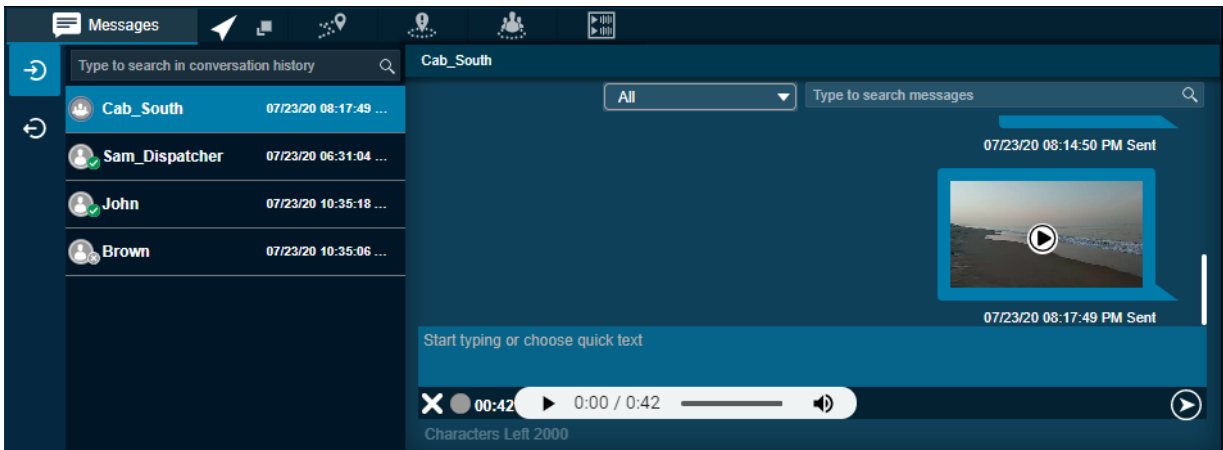 Messages
Type to search in conversation history
Cab_South
07/23/20 08:17:49 ...
Sam_Dispatcher
07/23/20 06:31:04 ...
John
07/23/20 10:35:18 ...
Brown
07/23/20 10:35:06 ...
Cab_South
All
Type to search messages
07/23/20 08:14:50 PM Sent
07/23/20 08:17:49 PM Sent
Start typing or choose quick text
00:42
0:00 / 0:42
Characters Left 2000